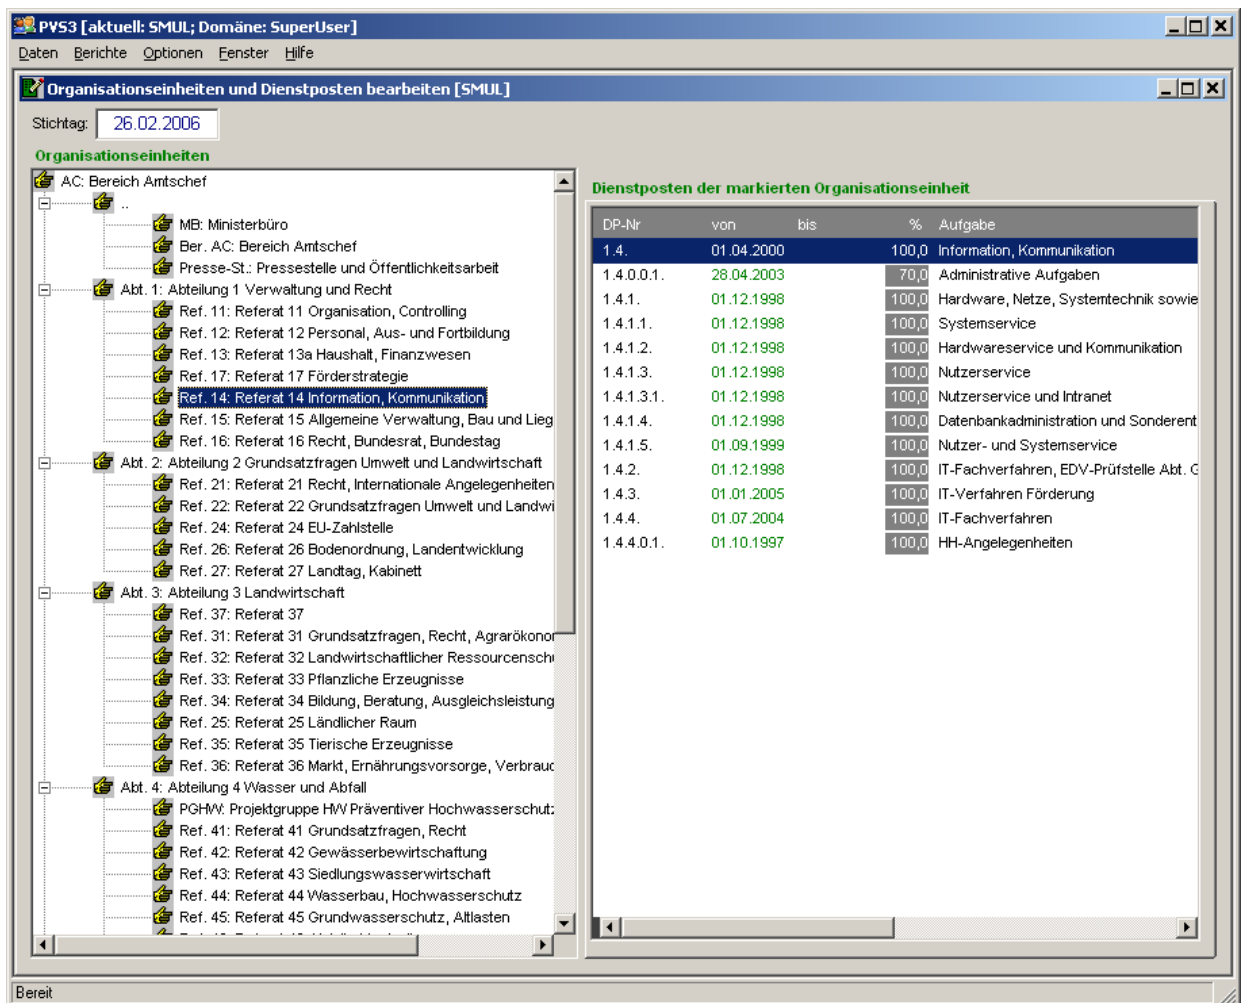 PVS3 [aktuell: SMUL; Domäne: SuperUser]
Daten Berichte Optionen Fenster Hilfe
Organisationseinheiten und Dienstposten bearbeiten [SMUL]
Stichtag: 26.02.2006
Organisationseinheiten
AC: Bereich Amtschef
..
MB: Ministerbüro
Ber. AC: Bereich Amtschef
Presse-St.: Pressestelle und Öffentlichkeitsarbeit
Abt. 1: Abteilung 1 Verwaltung und Recht
Ref. 11: Referat 11 Organisation, Controlling
Ref. 12: Referat 12 Personal, Aus- und Fortbildung
Ref. 13: Referat 13a Haushalt, Finanzwesen
Ref. 17: Referat 17 Förderstrategie
Ref. 14: Referat 14 Information, Kommunikation
Ref. 15: Referat 15 Allgemeine Verwaltung, Bau und Lieg
Ref. 16: Referat 16 Recht, Bundesrat, Bundestag
Abt. 2: Abteilung 2 Grundsatzfragen Umwelt und Landwirtschaft
Ref. 21: Referat 21 Recht, Internationale Angelegenheiten
Ref. 22: Referat 22 Grundsatzfragen Umwelt und Landwi
Ref. 24: Referat 24 EU-Zahlstelle
Ref. 26: Referat 26 Bodenordnung, Landentwicklung
Ref. 27: Referat 27 Landtag, Kabinett
Abt. 3: Abteilung 3 Landwirtschaft
Ref. 37: Referat 37
Ref. 31: Referat 31 Grundsatzfragen, Recht, Agrarökonor
Ref. 32: Referat 32 Landwirtschaftlicher Ressourcensch
Ref. 33: Referat 33 Pflanzliche Erzeugnisse
Ref. 34: Referat 34 Bildung, Beratung, Ausgleichsleistung
Ref. 25: Referat 25 Ländlicher Raum
Ref. 35: Referat 35 Tierische Erzeugnisse
Ref. 36: Referat 36 Markt, Ernährungsvorsorge, Verbrauc
Abt. 4: Abteilung 4 Wasser und Abfall
PGHW: Projektgruppe HW Präventiver Hochwasserschutz
Ref. 41: Referat 41 Grundsatzfragen, Recht
Ref. 42: Referat 42 Gewässerbewirtschaftung
Ref. 43: Referat 43 Siedlungswasserwirtschaft
Ref. 44: Referat 44 Wasserbau, Hochwasserschutz
Ref. 45: Referat 45 Grundwasserschutz, Altlasten
Dienstposten der markierten Organisationseinheit
DP-Nr von bis % Aufgabe
1.4. 01.04.2000 100,0 Information, Kommunikation
1.4.0.0.1. 28.04.2003 70,0 Administrative Aufgaben
1.4.1. 01.12.1998 100,0 Hardware, Netze, Systemtechnik sowie
1.4.1.1. 01.12.1998 100,0 Systemservice
1.4.1.2. 01.12.1998 100,0 Hardwareservice und Kommunikation
1.4.1.3. 01.12.1998 100,0 Nutzerservice
1.4.1.3.1. 01.12.1998 100,0 Nutzerservice und Intranet
1.4.1.4. 01.12.1998 100,0 Datenbankadministration und Sonderent
1.4.1.5. 01.09.1999 100,0 Nutzer- und Systemservice
1.4.2. 01.12.1998 100,0 IT-Fachverfahren, EDV-Prüfstelle Abt. G
1.4.3. 01.01.2005 100,0 IT-Verfahren Förderung
1.4.4. 01.07.2004 100,0 IT-Fachverfahren
1.4.4.0.1. 01.10.1997 100,0 HH-Angelegenheiten
Bereit